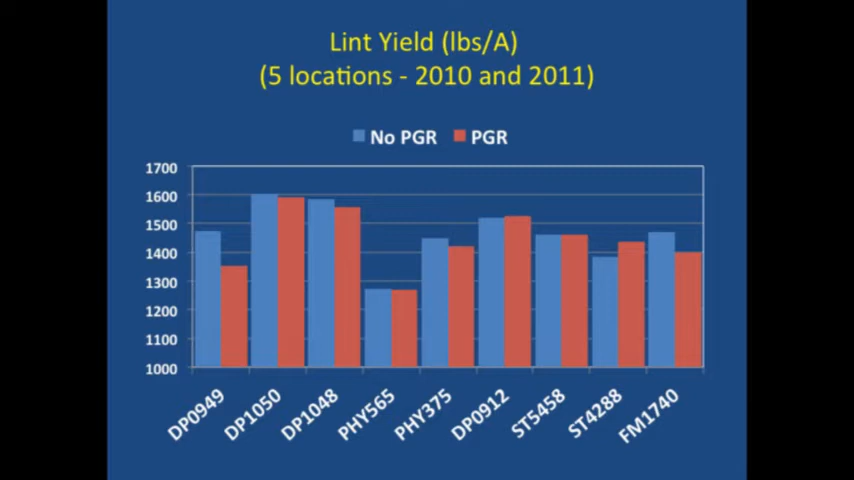 Lint Yield (lbs/A)
(5 locations - 2010 and 2011)
No PGR PGR
1700
1600
1500
1400
1300
1200
1100
1000
DP0949 DP1050 DP1048 PHY565 PHY375 DP0912 ST5458 ST4288 FM1740